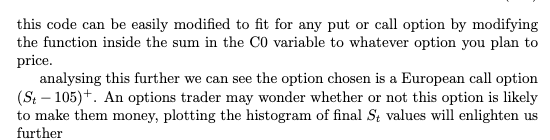 this code can be easily modified to fit for any put or call option by modifying
the function inside the sum in the C0 variable to whatever option you plan to
price.
analysing this further we can see the option chosen is a European call option
(Sₜ − 105)⁺. An options trader may wonder whether or not this option is likely
to make them money, plotting the histogram of final Sₜ values will enlighten us
further